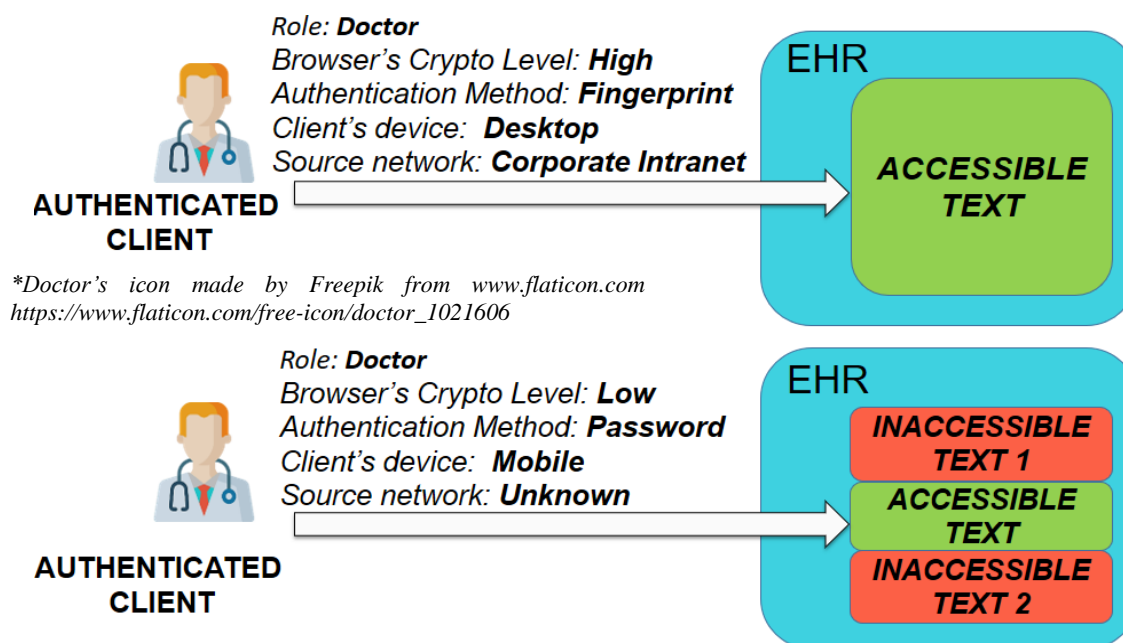 Role: Doctor
Browser's Crypto Level: High
Authentication Method: Fingerprint
Client's device: Desktop
Source network: Corporate Intranet
AUTHENTICATED
CLIENT
EHR
ACCESSIBLE
TEXT
*Doctor's icon made by Freepik from www.flaticon.com
https://www.flaticon.com/free-icon/doctor_1021606
Role: Doctor
Browser's Crypto Level: Low
Authentication Method: Password
Client's device: Mobile
Source network: Unknown
AUTHENTICATED
CLIENT
EHR
INACCESSIBLE
TEXT 1
ACCESSIBLE
TEXT
INACCESSIBLE
TEXT 2